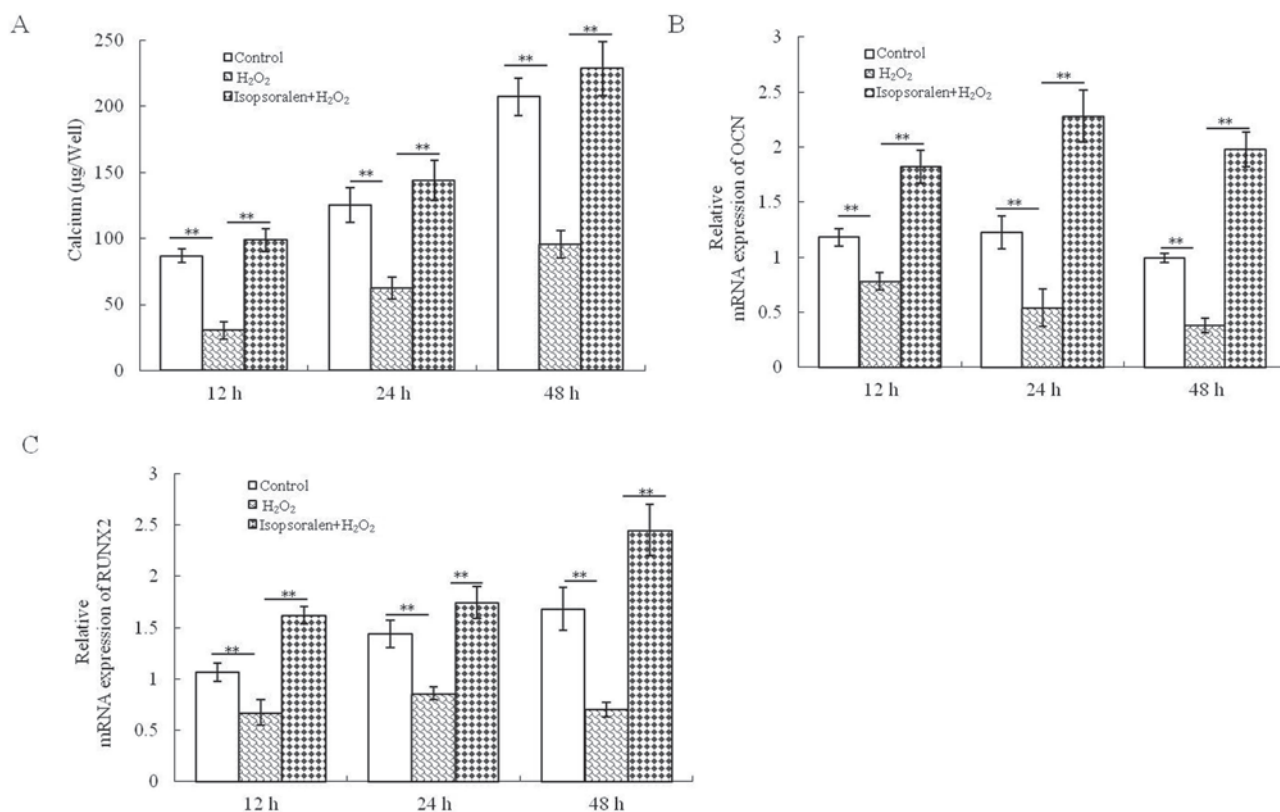 A
Calcium (µg/Well)
250
200
150
100
50
0
Control
H₂O₂
Isopsoralen+H₂O₂
**
**
**
**
**
**
12 h
24 h
48 h
B
Relative
mRNA expression of OCN
3
2.5
2
1.5
1
0.5
0
Control
H₂O₂
Isopsoralen+H₂O₂
**
**
**
**
**
**
12 h
24 h
48 h
C
Relative
mRNA expression of RUNX2
3
2.5
2
1.5
1
0.5
0
Control
H₂O₂
Isopsoralen+H₂O₂
**
**
**
**
**
**
12 h
24 h
48 h